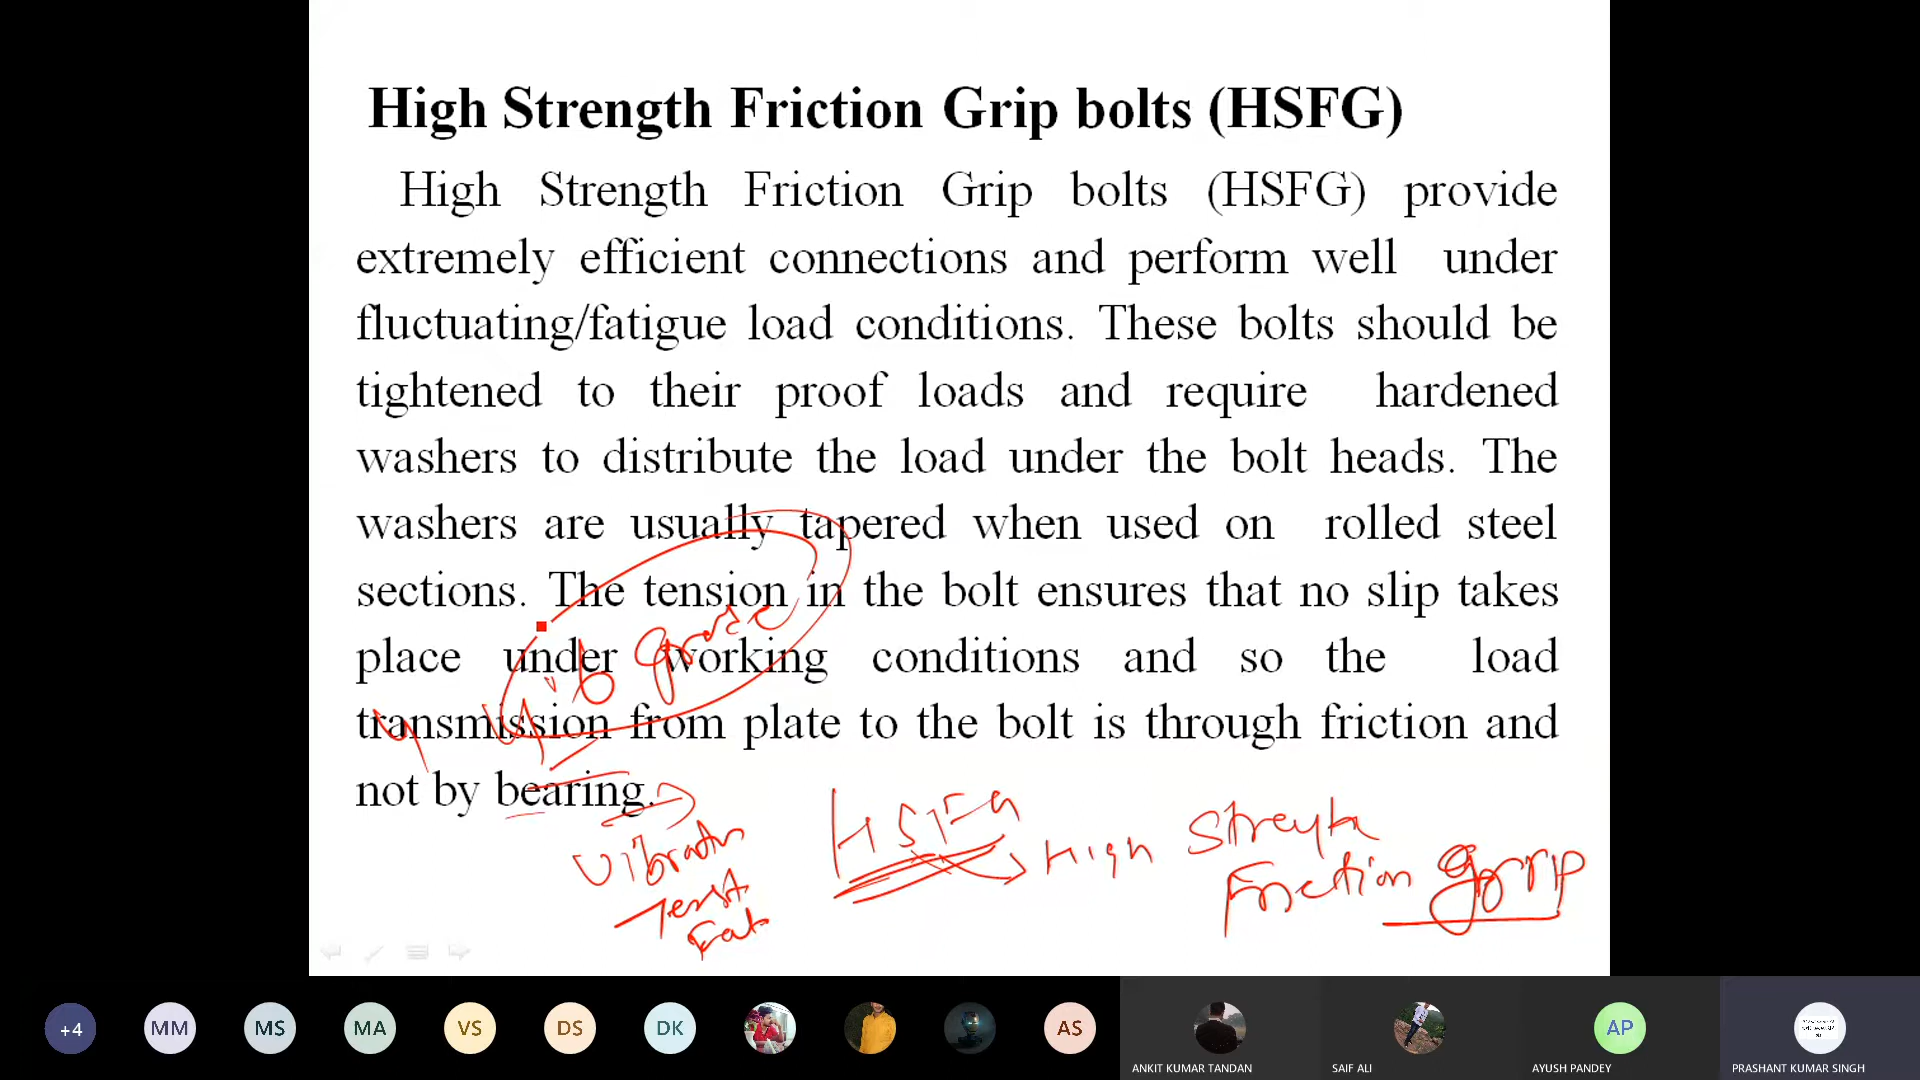 High Strength Friction Grip bolts (HSFG)
High Strength Friction Grip bolts (HSFG) provide
extremely efficient connections and perform well under
fluctuating/fatigue load conditions. These bolts should be
tightened to their proof loads and require hardened
washers to distribute the load under the bolt heads. The
washers are usually tapered when used on rolled steel
sections. The tension in the bolt ensures that no slip takes
place under working conditions and so the load
transmission from plate to the bolt is through friction and
not by bearing.
4 4.6 grade
HSFG High
Friction Grip
+4 MM MS MA VS DS DK AS AP
ANKIT KUMAR TANDAN SAIF ALI AYUSH PANDEY PRASHANT KUMAR SINGH